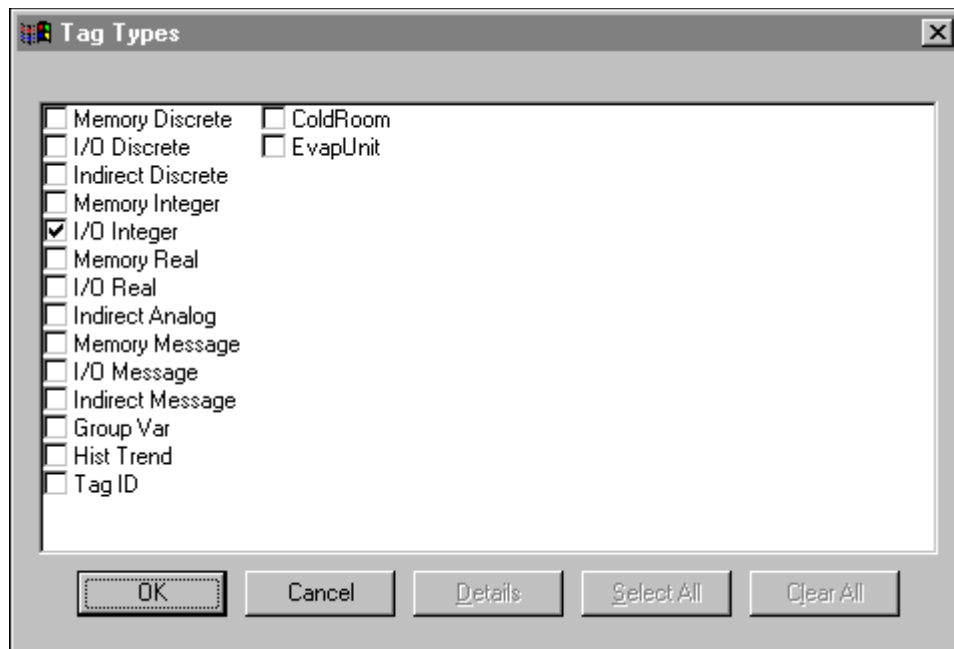 Tag Types
Memory Discrete
I/O Discrete
Indirect Discrete
Memory Integer
I/O Integer
Memory Real
I/O Real
Indirect Analog
Memory Message
I/O Message
Indirect Message
Group Var
Hist Trend
Tag ID
ColdRoom
EvapUnit
OK
Cancel
Details
Select All
Clear All